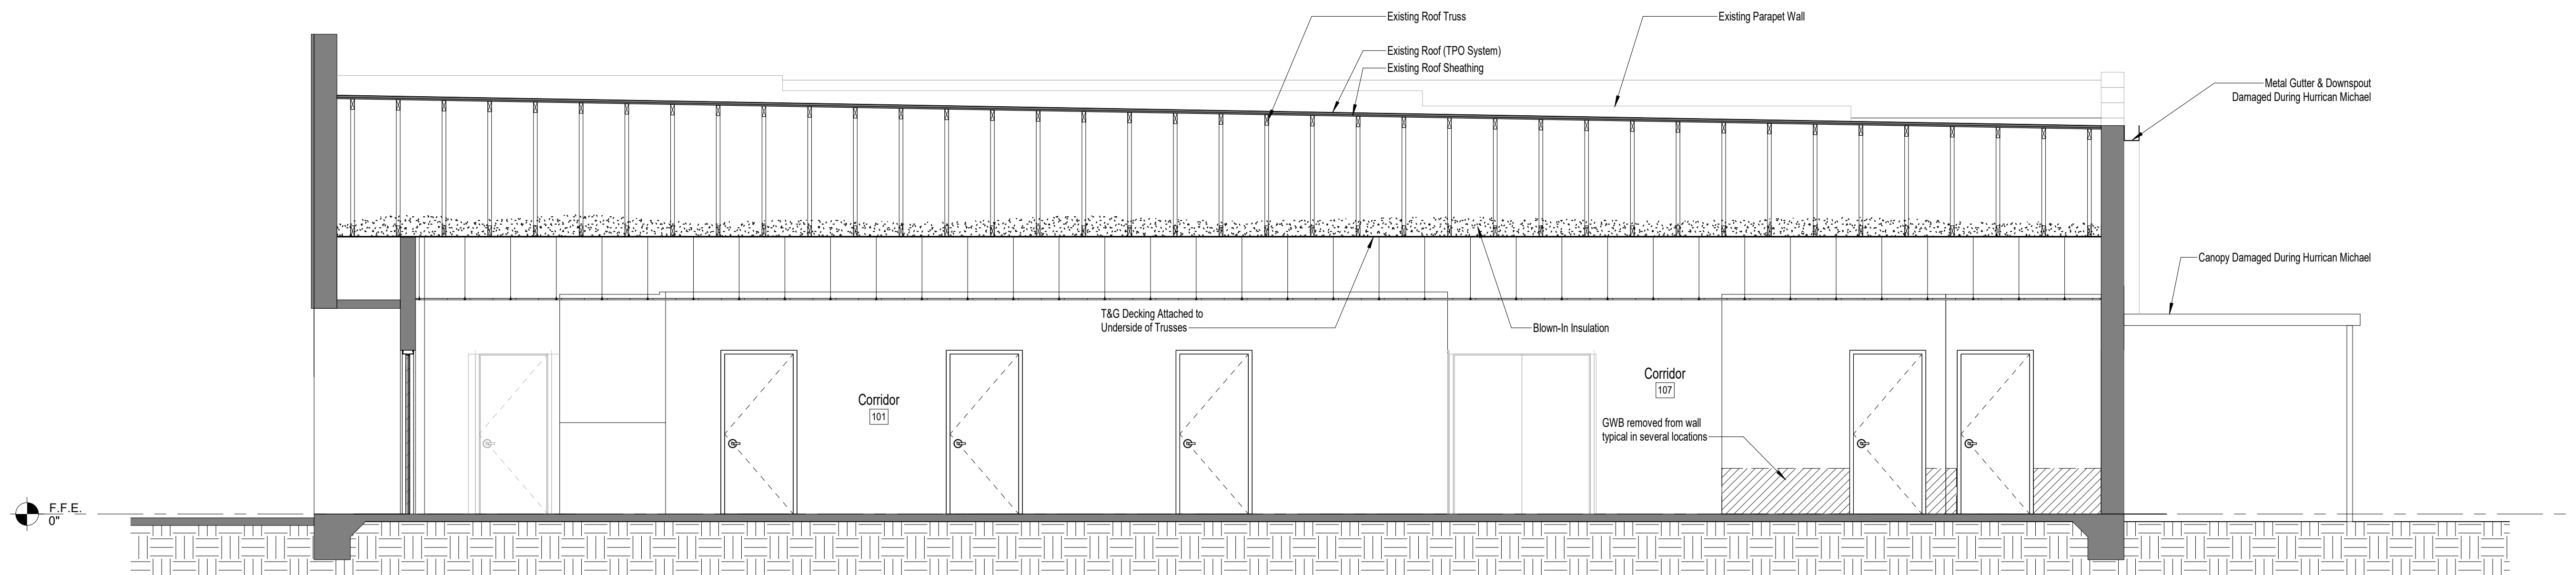 Existing Roof Truss
Existing Parapet Wall
Existing Roof (TPO System)
Existing Roof Sheathing
Metal Gutter & Downspout
Damaged During Hurrican Michael
Canopy Damaged During Hurrican Michael
T&G Decking Attached to
Underside of Trusses
Blown-In Insulation
Corridor
107
Corridor
101
GWB removed from wall
typical in several locations
F.F.E.
0"